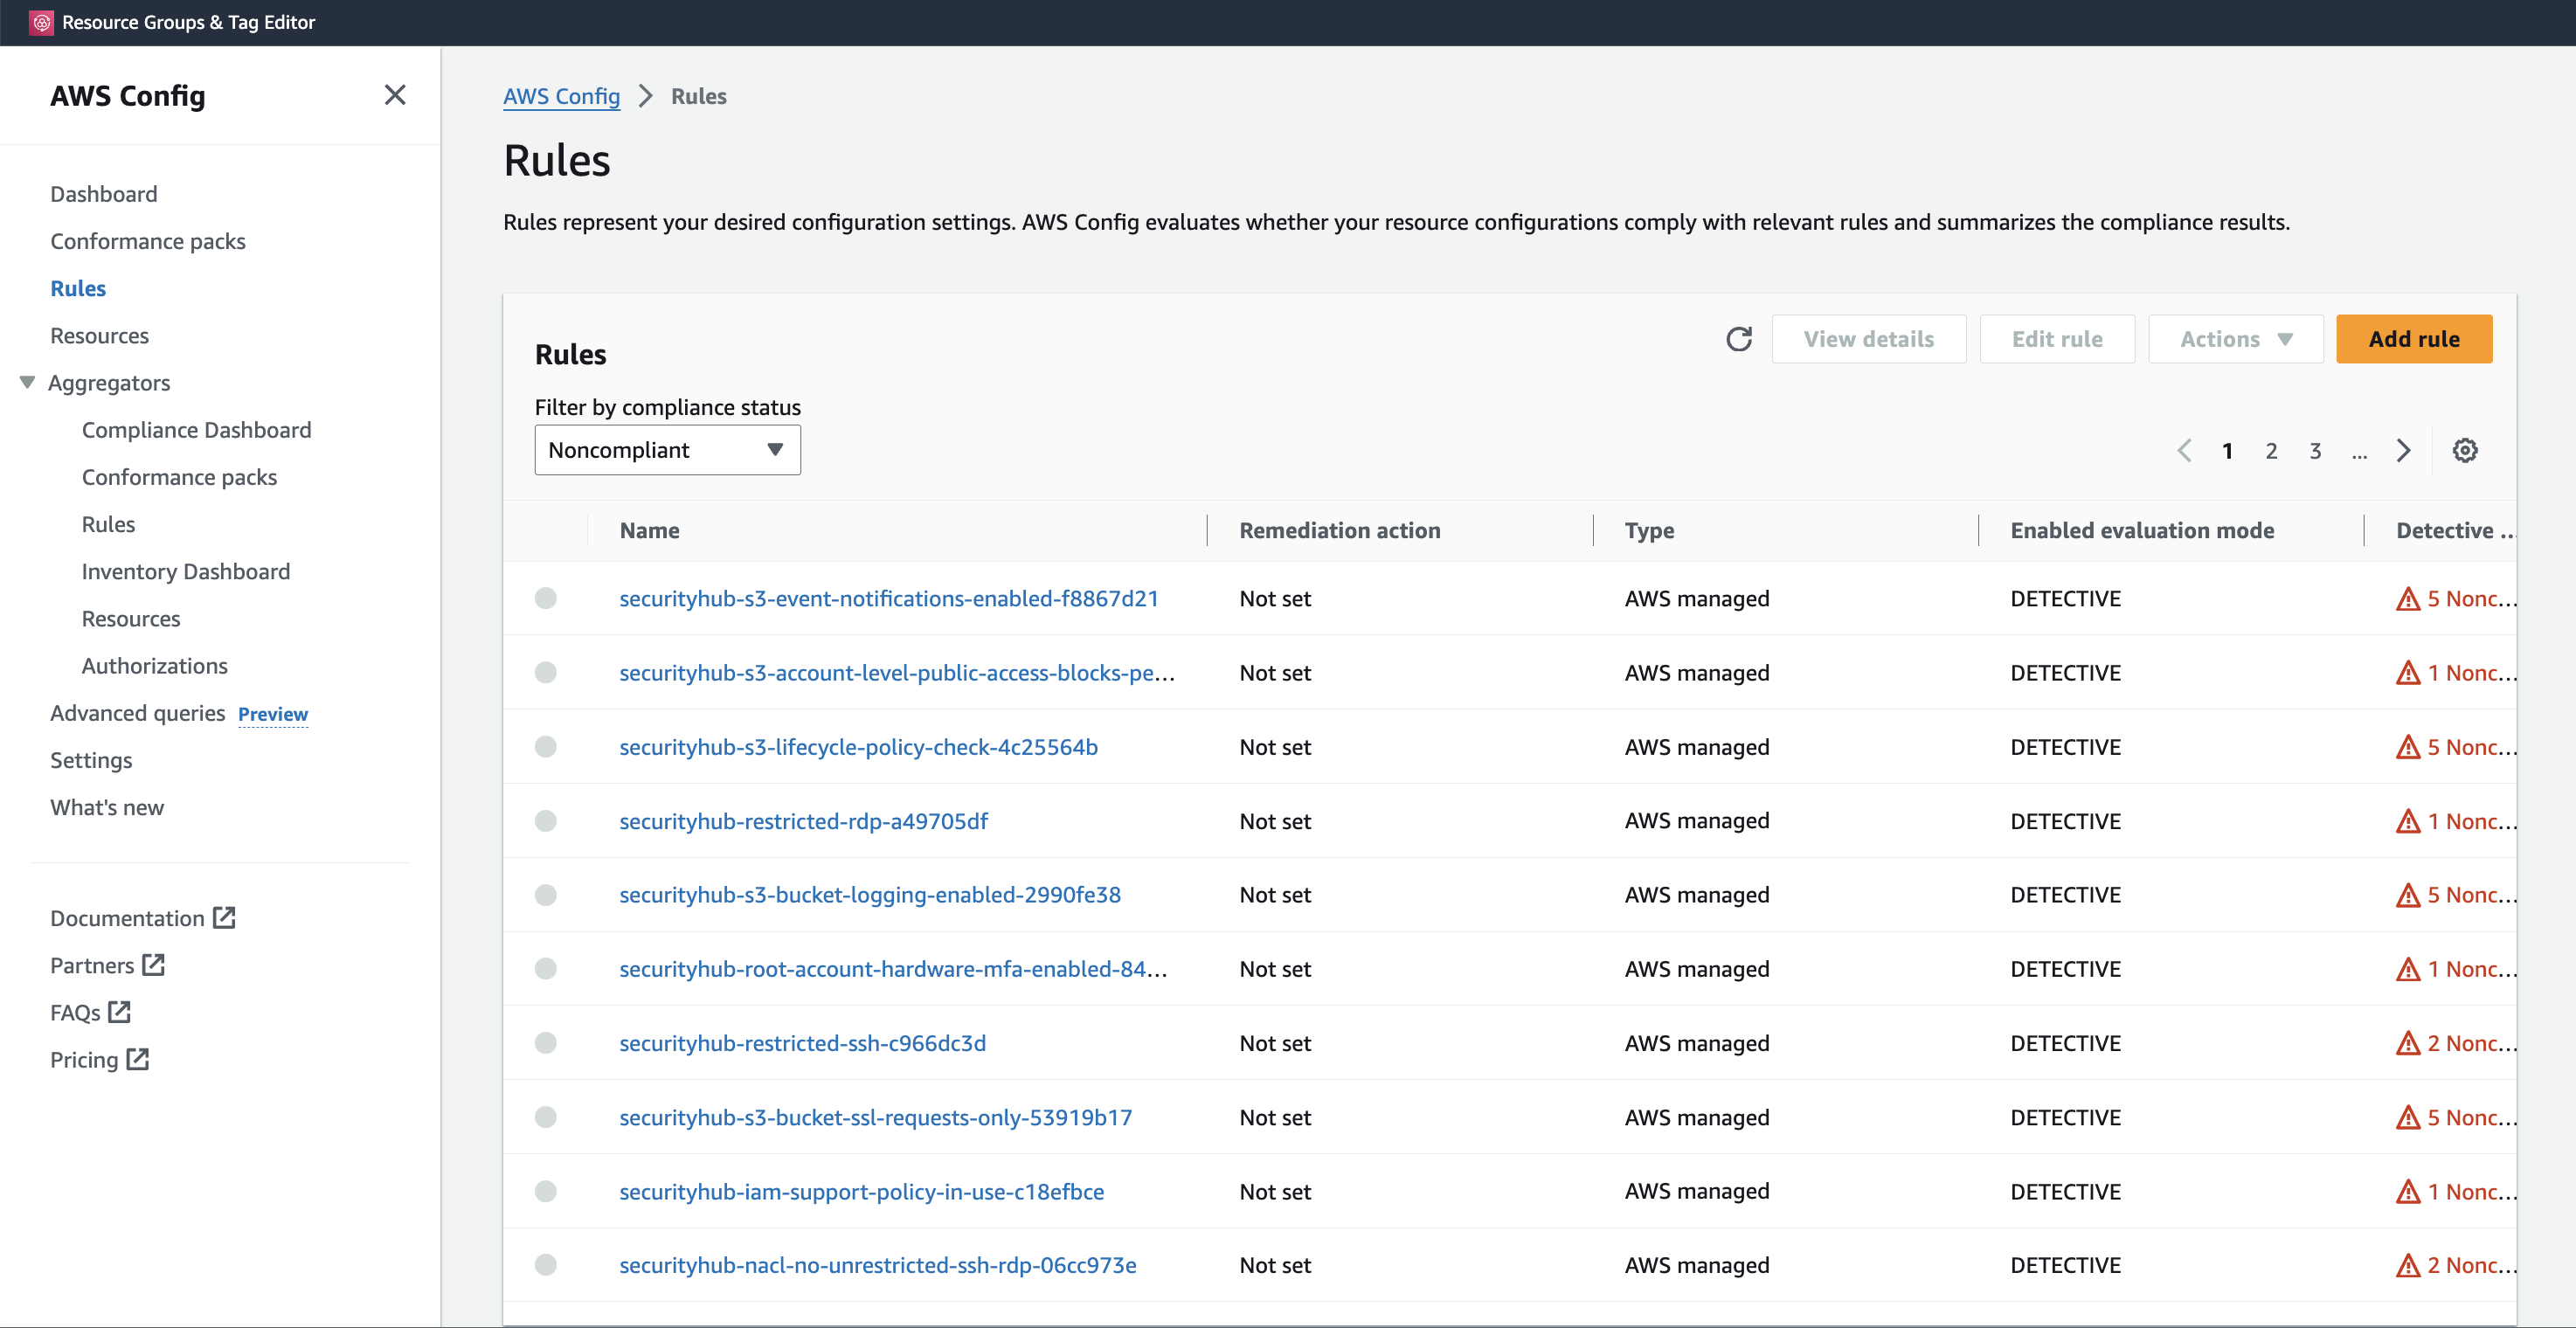 Resource Groups & Tag Editor
AWS Config
Dashboard
Conformance packs
Rules
Resources
Aggregators
Compliance Dashboard
Conformance packs
Rules
Inventory Dashboard
Resources
Authorizations
Advanced queries Preview
Settings
What's new
Documentation
Partners
FAQs
Pricing
AWS Config > Rules
Rules
Rules represent your desired configuration settings. AWS Config evaluates whether your resource configurations comply with relevant rules and summarizes the compliance results.
Rules
View details Edit rule Actions Add rule
Filter by compliance status
Noncompliant
1 2 3 ...
Name Remediation action Type Enabled evaluation mode Detective ...
securityhub-s3-event-notifications-enabled-f8867d21 Not set AWS managed DETECTIVE 5 Nonc...
securityhub-s3-account-level-public-access-blocks-pe... Not set AWS managed DETECTIVE 1 Nonc...
securityhub-s3-lifecycle-policy-check-4c25564b Not set AWS managed DETECTIVE 5 Nonc...
securityhub-restricted-rdp-a49705df Not set AWS managed DETECTIVE 1 Nonc...
securityhub-s3-bucket-logging-enabled-2990fe38 Not set AWS managed DETECTIVE 5 Nonc...
securityhub-root-account-hardware-mfa-enabled-84... Not set AWS managed DETECTIVE 1 Nonc...
securityhub-restricted-ssh-c966dc3d Not set AWS managed DETECTIVE 2 Nonc...
securityhub-s3-bucket-ssl-requests-only-53919b17 Not set AWS managed DETECTIVE 5 Nonc...
securityhub-iam-support-policy-in-use-c18efbce Not set AWS managed DETECTIVE 1 Nonc...
securityhub-nacl-no-unrestricted-ssh-rdp-06cc973e Not set AWS managed DETECTIVE 2 Nonc...